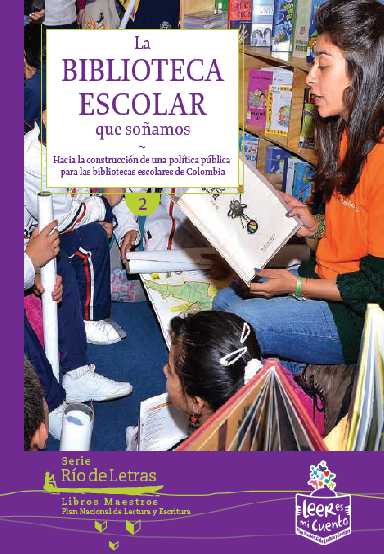 La
BIBLIOTECA
ESCOLAR
que soñamos
~
Hacia la construcción de una política pública
para las bibliotecas escolares de Colombia
2
Serie
Río de Letras
Libros Maestros
Plan Nacional de Lectura y Escritura
Leer es
mi cuento